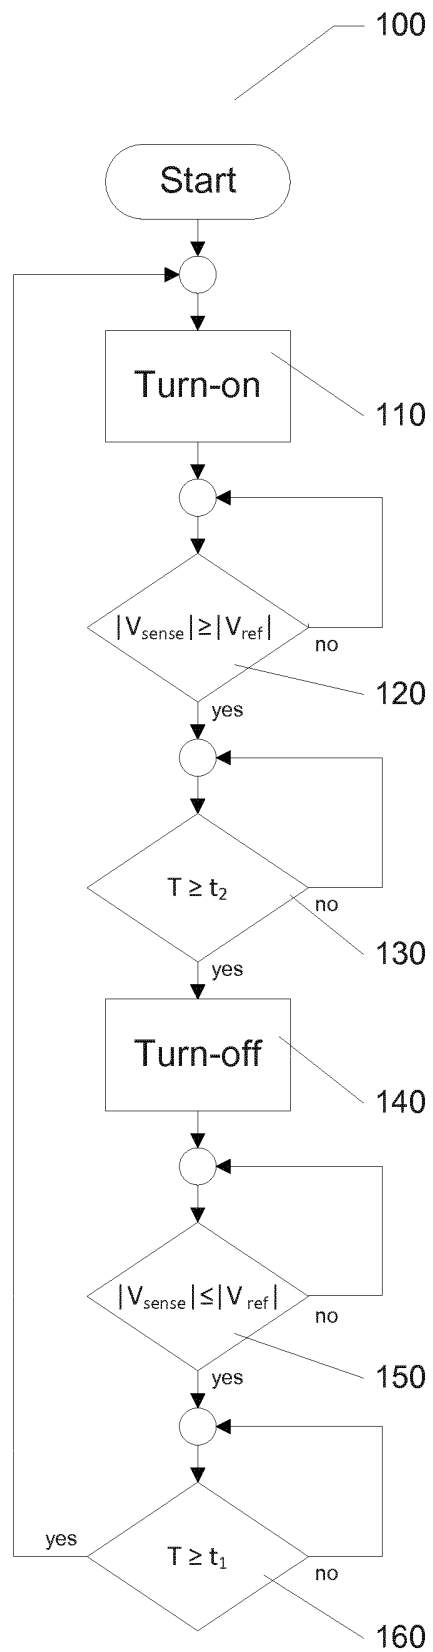 100
Start
Turn-on
110
|Vsense|≥|Vref|
no
120
yes
T ≥ t2
no
130
yes
Turn-off
140
|Vsense|≤|Vref|
no
150
yes
yes
T ≥ t1
no
160